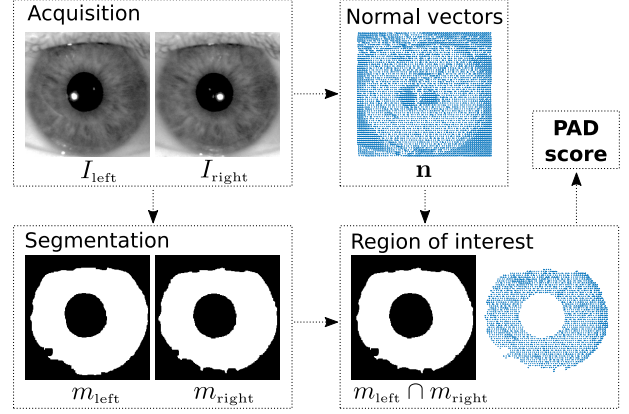 Acquisition
I_left
I_right
Normal vectors
n
PAD
score
Segmentation
m_left
m_right
Region of interest
m_left ∩ m_right